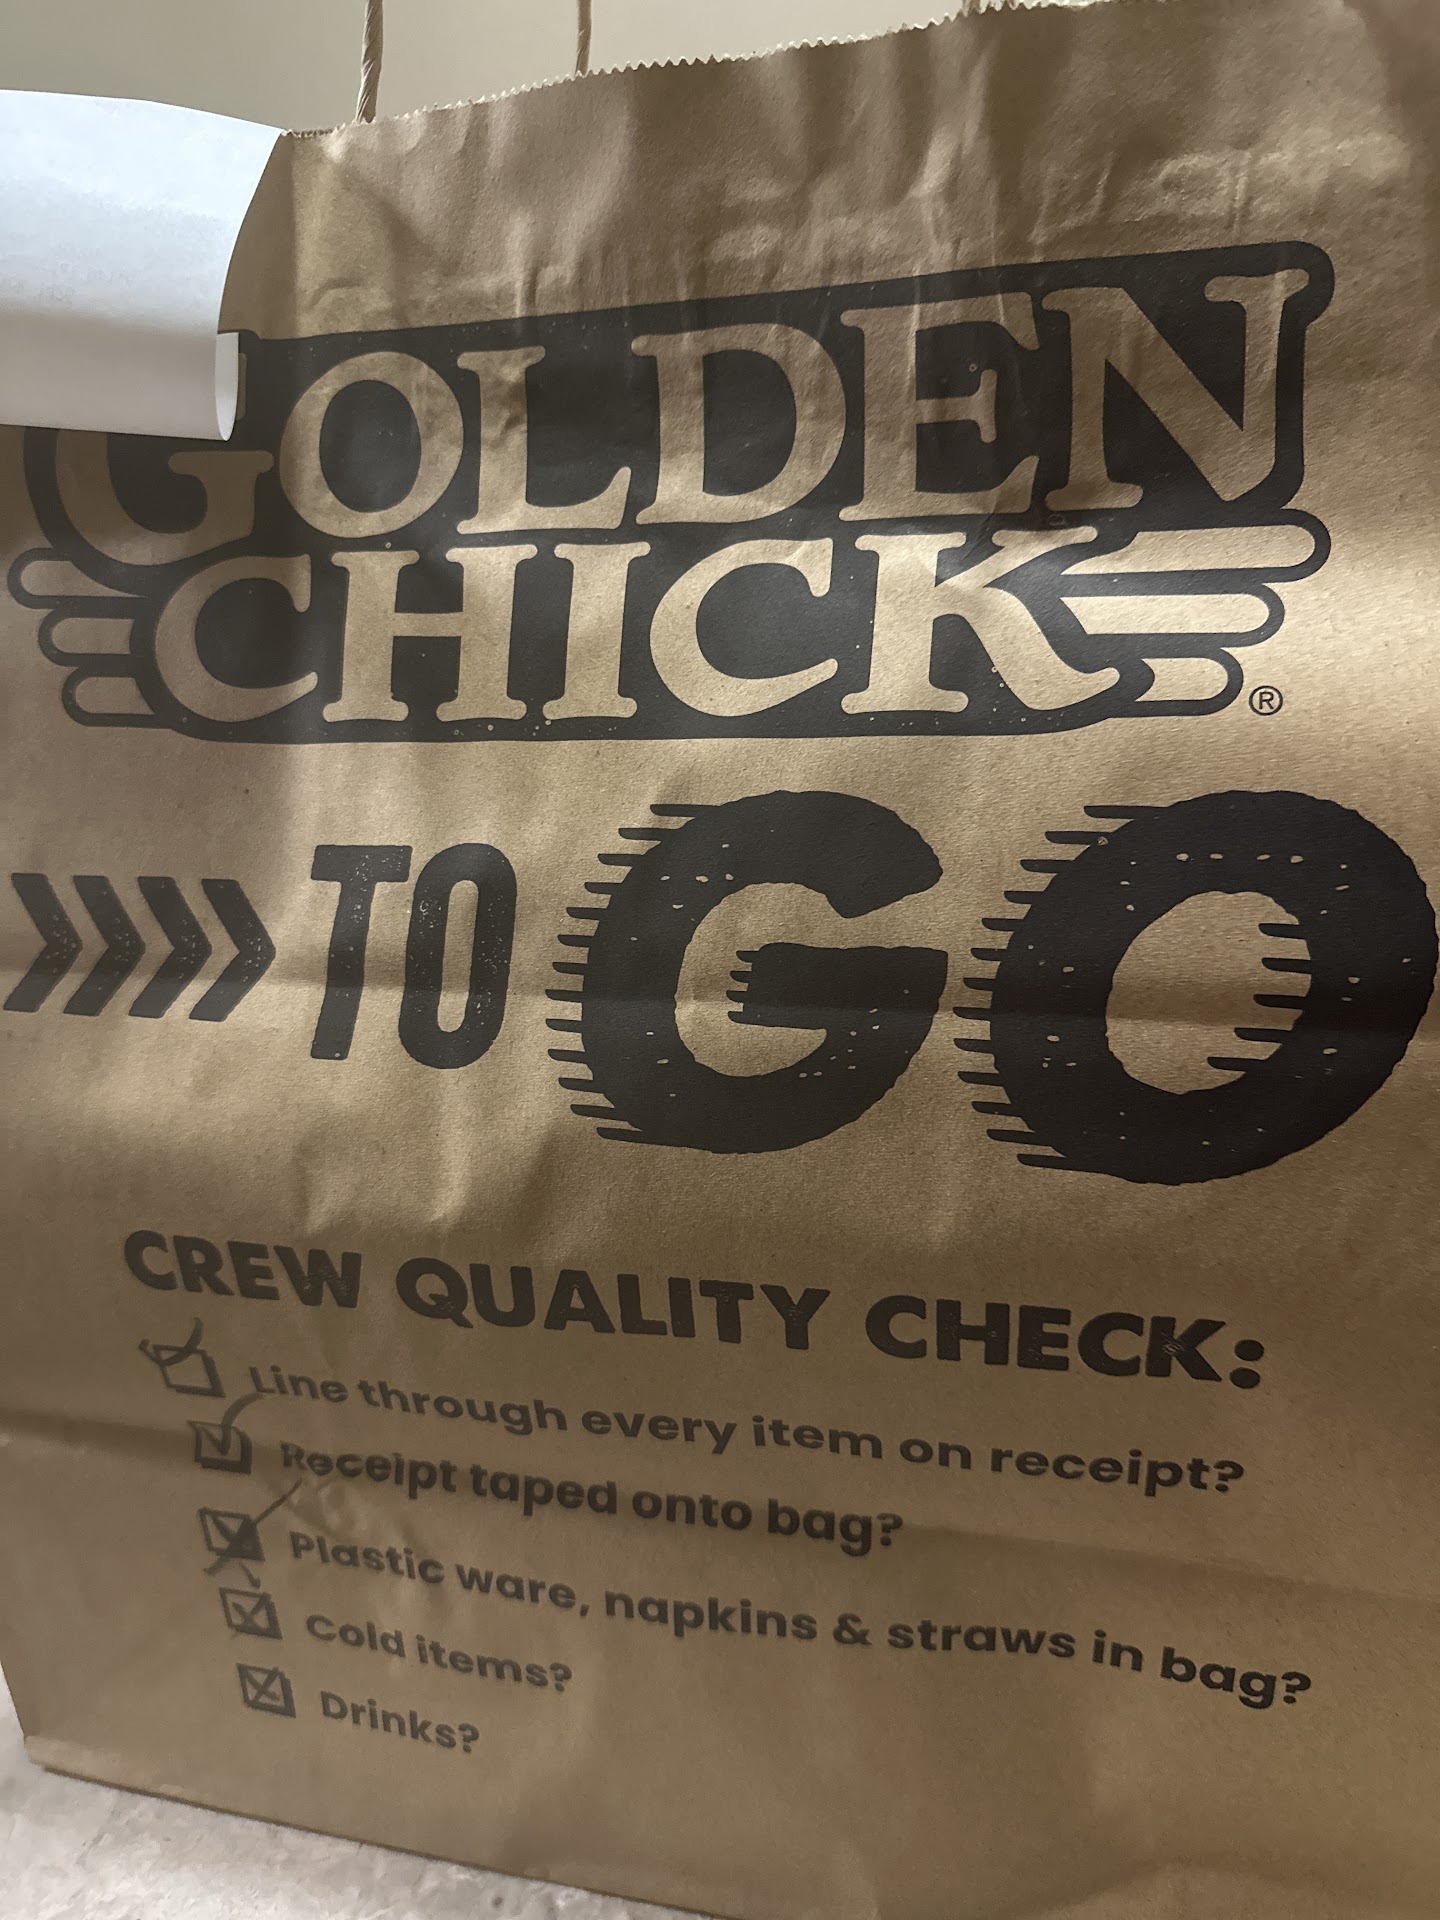 GOLDEN
CHICK®
TO GO
CREW QUALITY CHECK:
Line through every item on receipt?
Receipt taped onto bag?
Plastic ware, napkins & straws in bag?
Cold items?
Drinks?